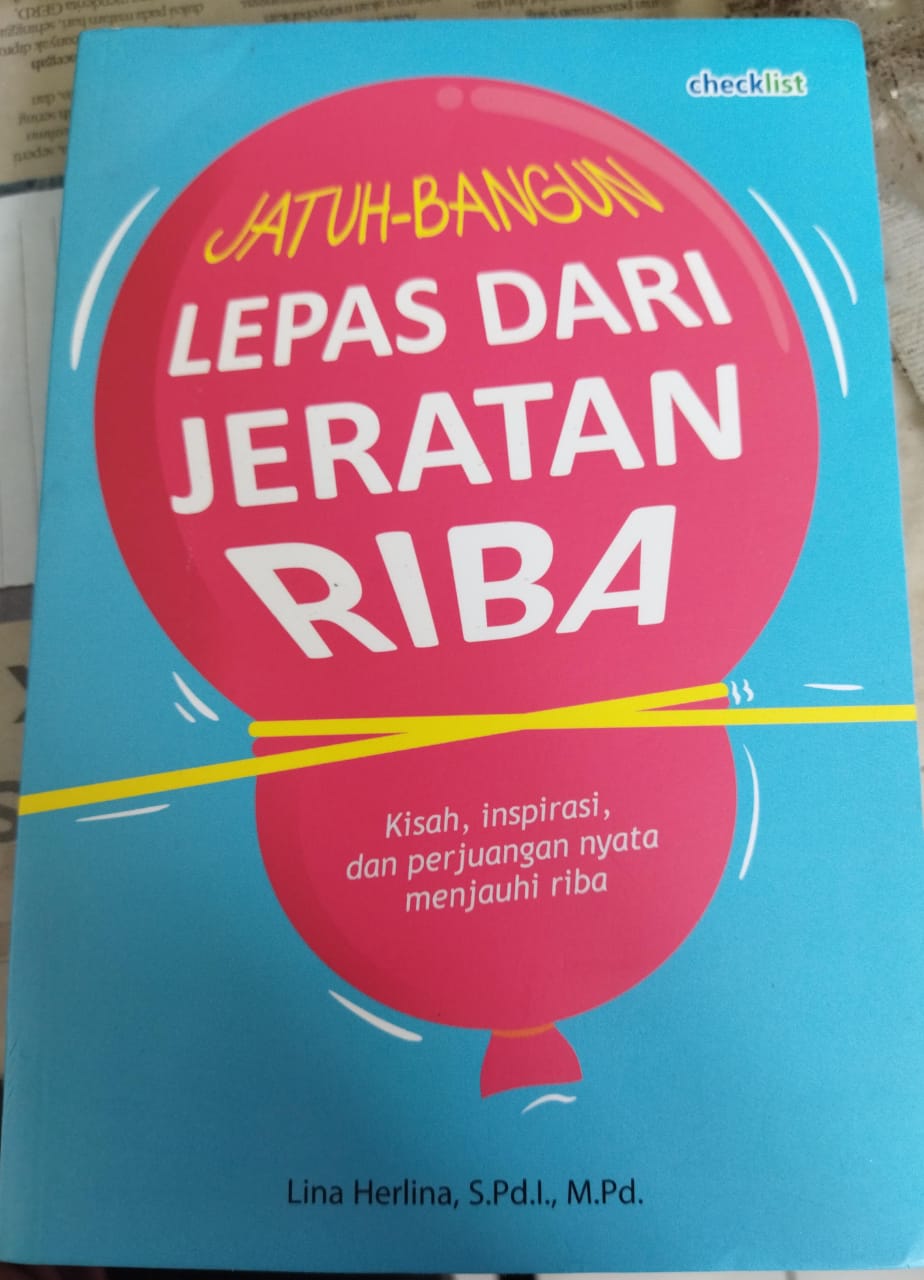 checklist
JATUH-BANGUN
LEPAS DARI
JERATAN
RIBA
Kisah, inspirasi,
dan perjuangan nyata
menjauhi riba
Lina Herlina, S.Pd.I., M.Pd.